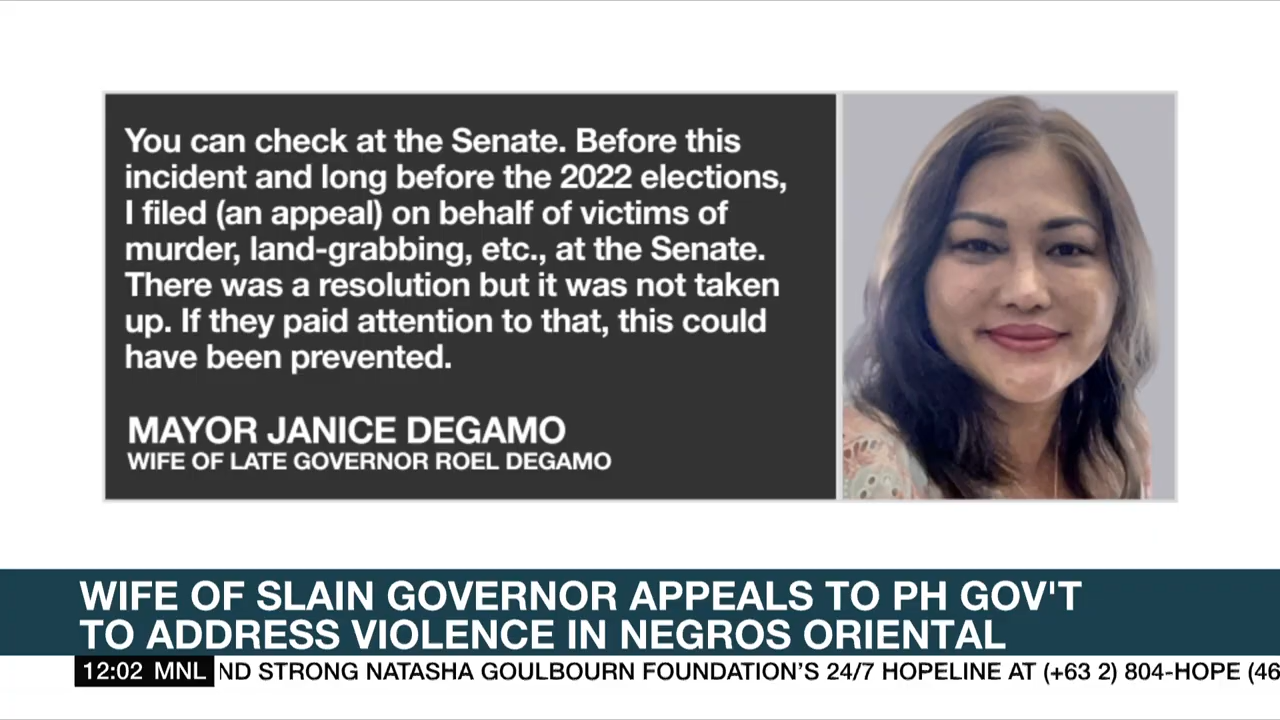 You can check at the Senate. Before this
incident and long before the 2022 elections,
I filed (an appeal) on behalf of victims of
murder, land-grabbing, etc., at the Senate.
There was a resolution but it was not taken
up. If they paid attention to that, this could
have been prevented.
MAYOR JANICE DEGAMO
WIFE OF LATE GOVERNOR ROEL DEGAMO
WIFE OF SLAIN GOVERNOR APPEALS TO PH GOV'T
TO ADDRESS VIOLENCE IN NEGROS ORIENTAL
12:02 MNL ND STRONG NATASHA GOULBOURN FOUNDATION'S 24/7 HOPELINE AT (+63 2) 804-HOPE (46